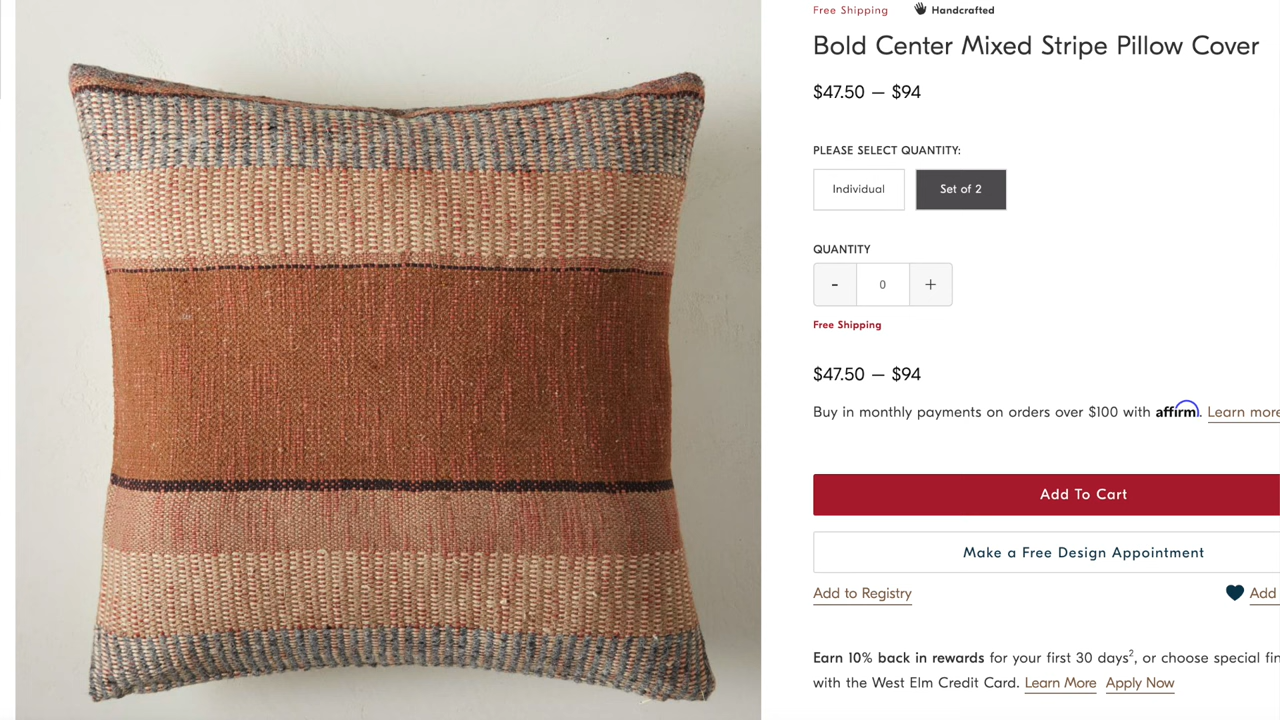 Free Shipping Handcrafted
Bold Center Mixed Stripe Pillow Cover
$47.50 – $94
PLEASE SELECT QUANTITY:
Individual Set of 2
QUANTITY
- 0 +
Free Shipping
$47.50 – $94
Buy in monthly payments on orders over $100 with affirm. Learn more
Add To Cart
Make a Free Design Appointment
Add to Registry Add
Earn 10% back in rewards for your first 30 days², or choose special
with the West Elm Credit Card. Learn More Apply Now